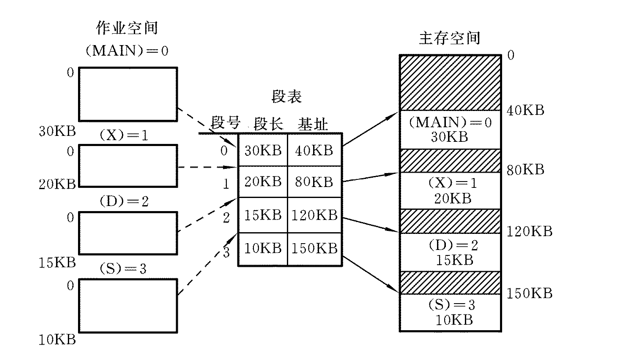 作业空间
(MAIN)=0
0
30KB
(X)=1
0
20KB
(D)=2
0
15KB
(S)=3
0
10KB
段表
段号 段长 基址
0 30KB 40KB
1 20KB 80KB
2 15KB 120KB
3 10KB 150KB
主存空间
0
40KB
(MAIN)=0
30KB
80KB
(X)=1
20KB
120KB
(D)=2
15KB
150KB
(S)=3
10KB